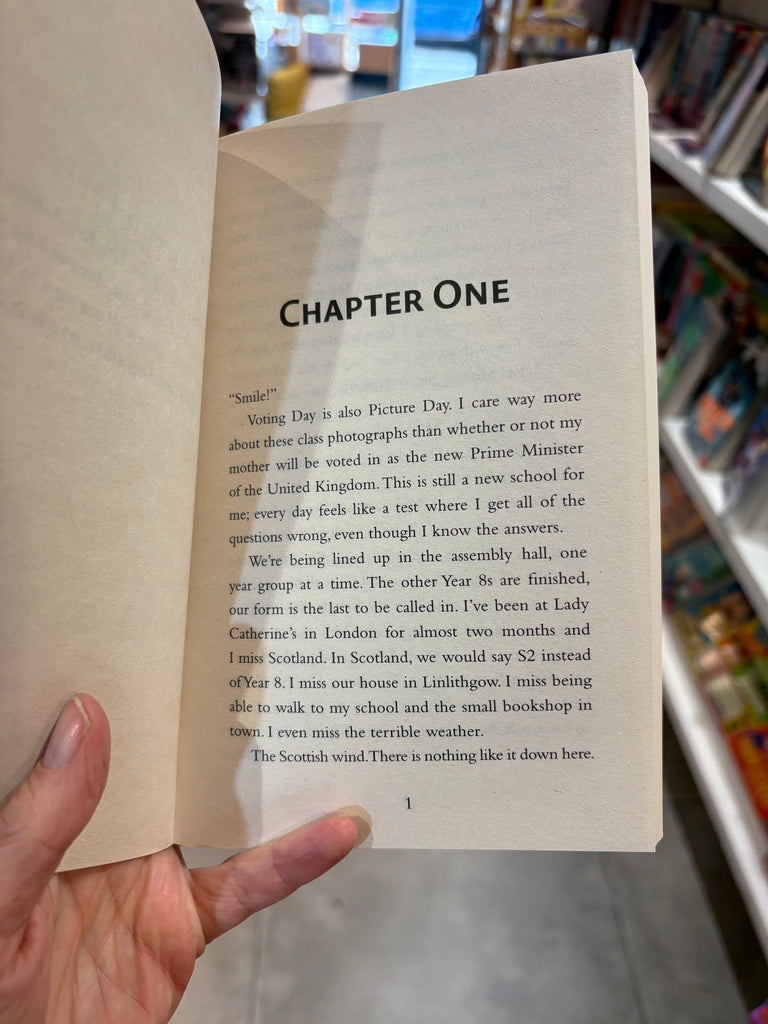 CHAPTER ONE
“Smile!”
Voting Day is also Picture Day. I care way more
about these class photographs than whether or not my
mother will be voted in as the new Prime Minister
of the United Kingdom. This is still a new school for
me; every day feels like a test where I get all of the
questions wrong, even though I know the answers.
We’re being lined up in the assembly hall, one
year group at a time. The other Year 8s are finished,
our form is the last to be called in. I’ve been at Lady
Catherine’s in London for almost two months and
I miss Scotland. In Scotland, we would say S2 instead
of Year 8. I miss our house in Linlithgow. I miss being
able to walk to my school and the small bookshop in
town. I even miss the terrible weather.
The Scottish wind. There is nothing like it down here.
1